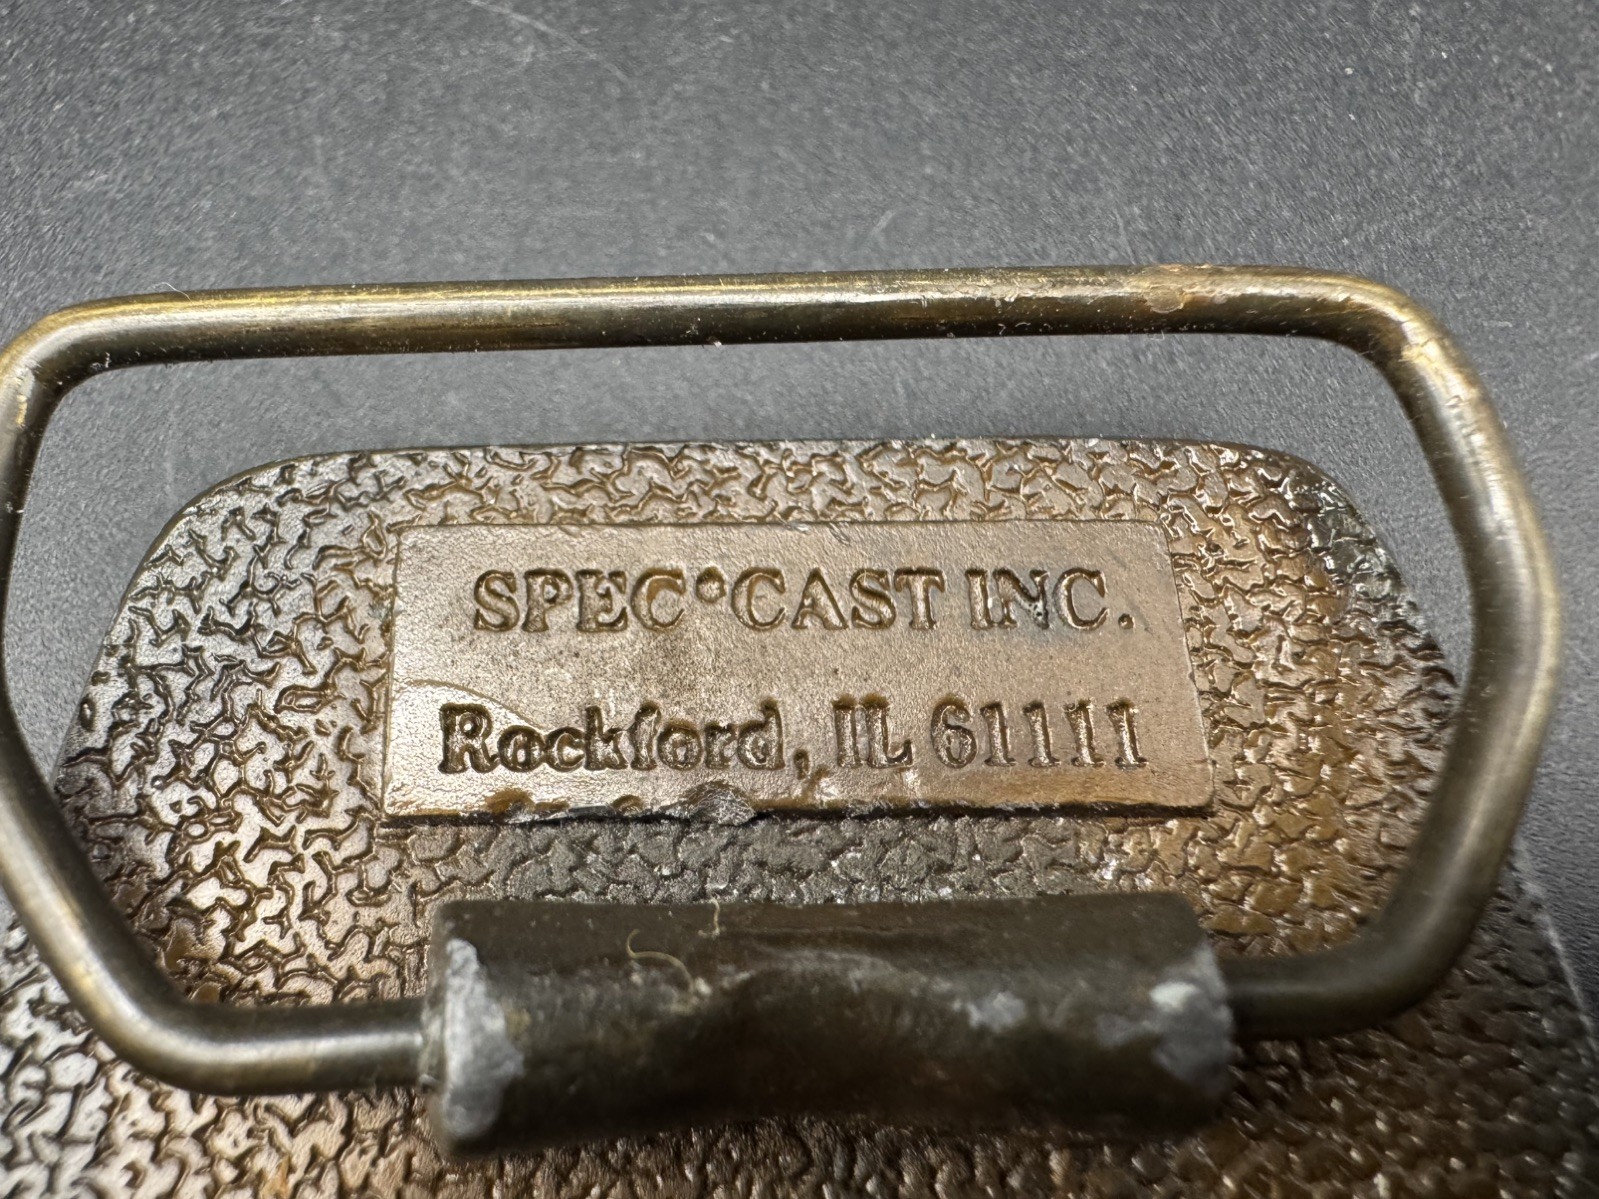 SPEC•CAST INC.
Rockford, IL 61111